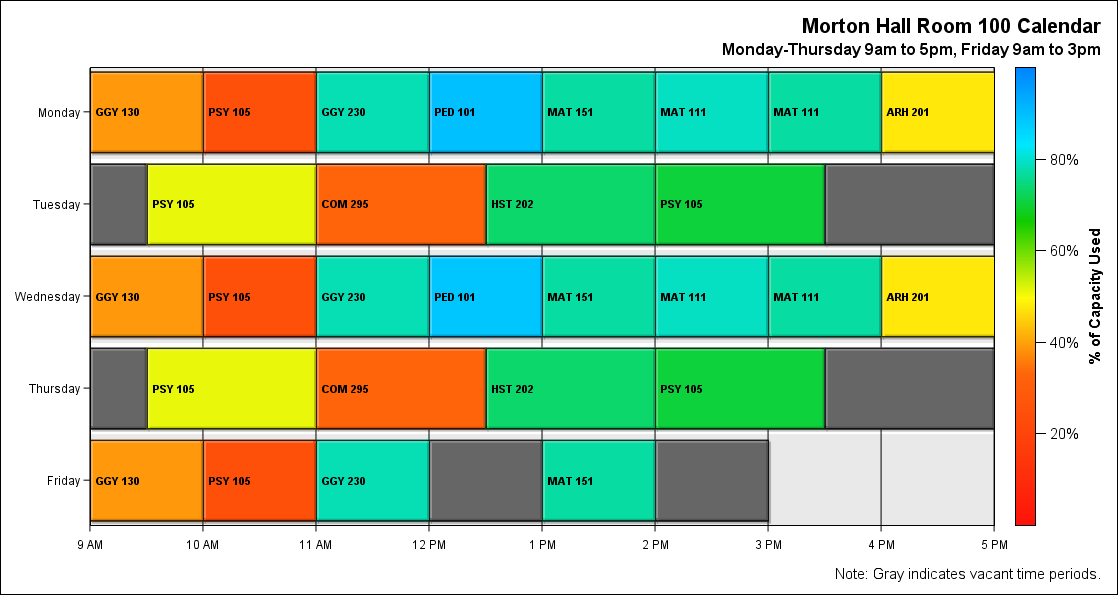 Morton Hall Room 100 Calendar
Monday-Thursday 9am to 5pm, Friday 9am to 3pm
Monday
GGY 130
PSY 105
GGY 230
PED 101
MAT 151
MAT 111
MAT 111
ARH 201
Tuesday
PSY 105
COM 295
HST 202
PSY 105
Wednesday
GGY 130
PSY 105
GGY 230
PED 101
MAT 151
MAT 111
MAT 111
ARH 201
Thursday
PSY 105
COM 295
HST 202
PSY 105
Friday
GGY 130
PSY 105
GGY 230
MAT 151
9 AM
10 AM
11 AM
12 PM
1 PM
2 PM
3 PM
4 PM
5 PM
80%
60%
40%
20%
% of Capacity Used
Note: Gray indicates vacant time periods.